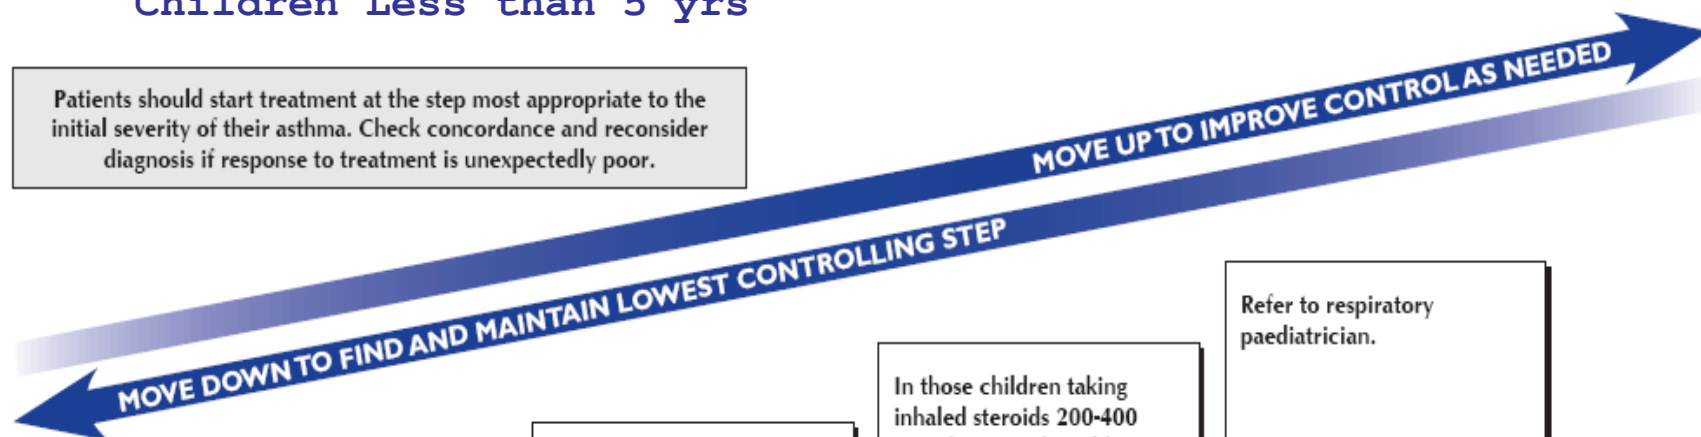 Children Less than 5 yrs
Patients should start treatment at the step most appropriate to the
initial severity of their asthma. Check concordance and reconsider
diagnosis if response to treatment is unexpectedly poor.
MOVE UP TO IMPROVE CONTROL AS NEEDED
MOVE DOWN TO FIND AND MAINTAIN LOWEST CONTROLLING STEP
In those children taking
inhaled steroids 200-400
Refer to respiratory
paediatrician.